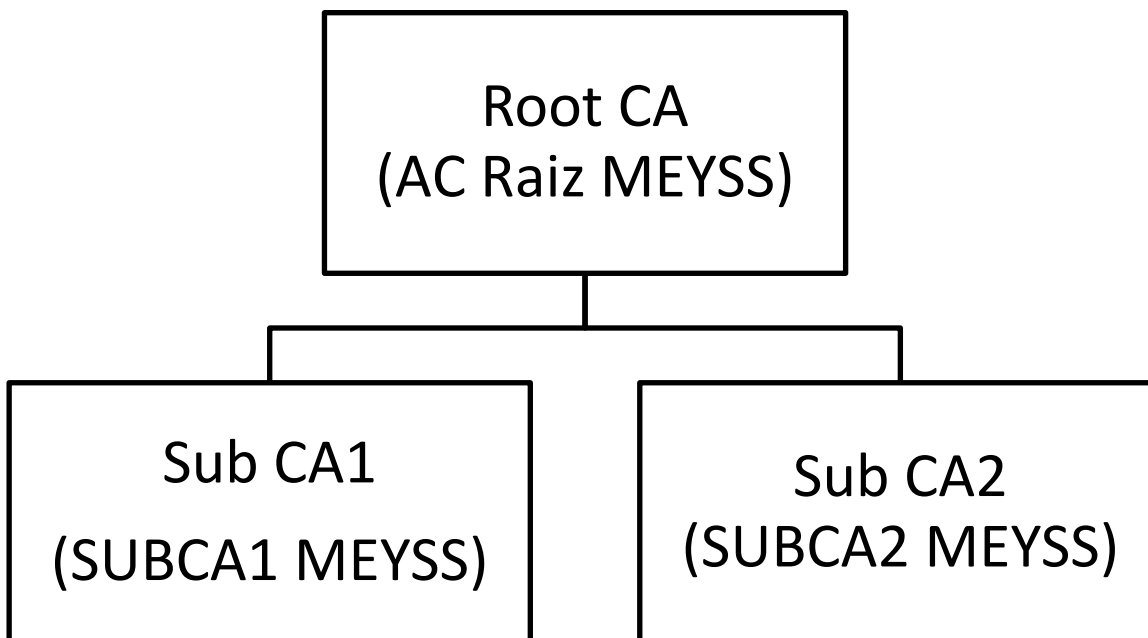 Root CA
(AC Raiz MEYSS)
Sub CA1
(SUBCA1 MEYSS)
Sub CA2
(SUBCA2 MEYSS)